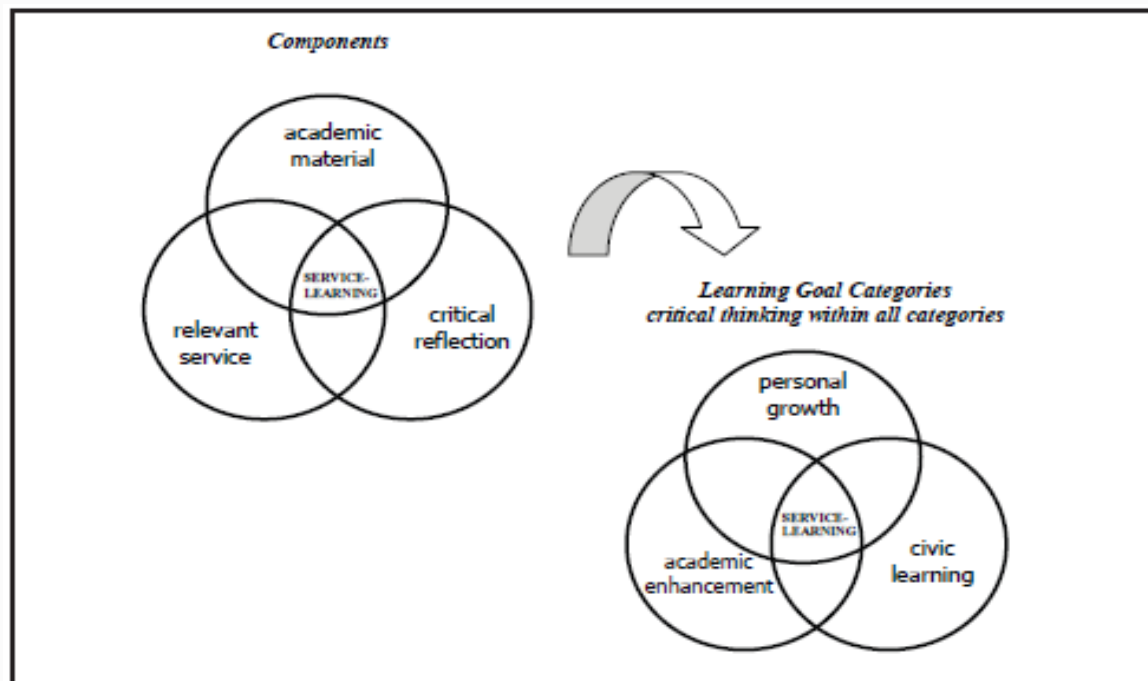 Components
academic
material
SERVICE-
LEARNING
relevant
service
critical
reflection
Learning Goal Categories
critical thinking within all categories
personal
growth
SERVICE-
LEARNING
academic
enhancement
civic
learning